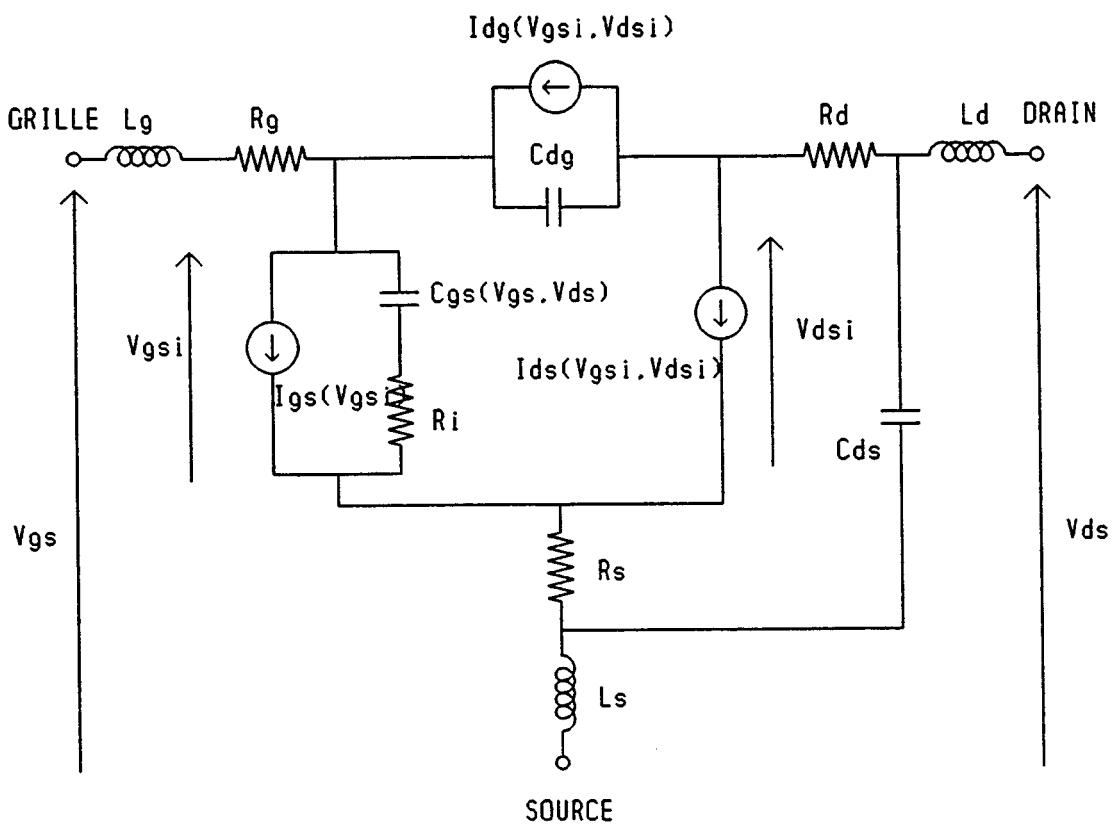 Idg(Vgsi.Vdsi)
GRILLE Lg Rg Rd Ld DRAIN
Cdg
Cgs(Vgs.Vds)
Vgsi Vdsi
Igs(Vgsi) Ids(Vgsi,Vdsi)
Ri
Cds
Vgs Vds
Rs
Ls
SOURCE